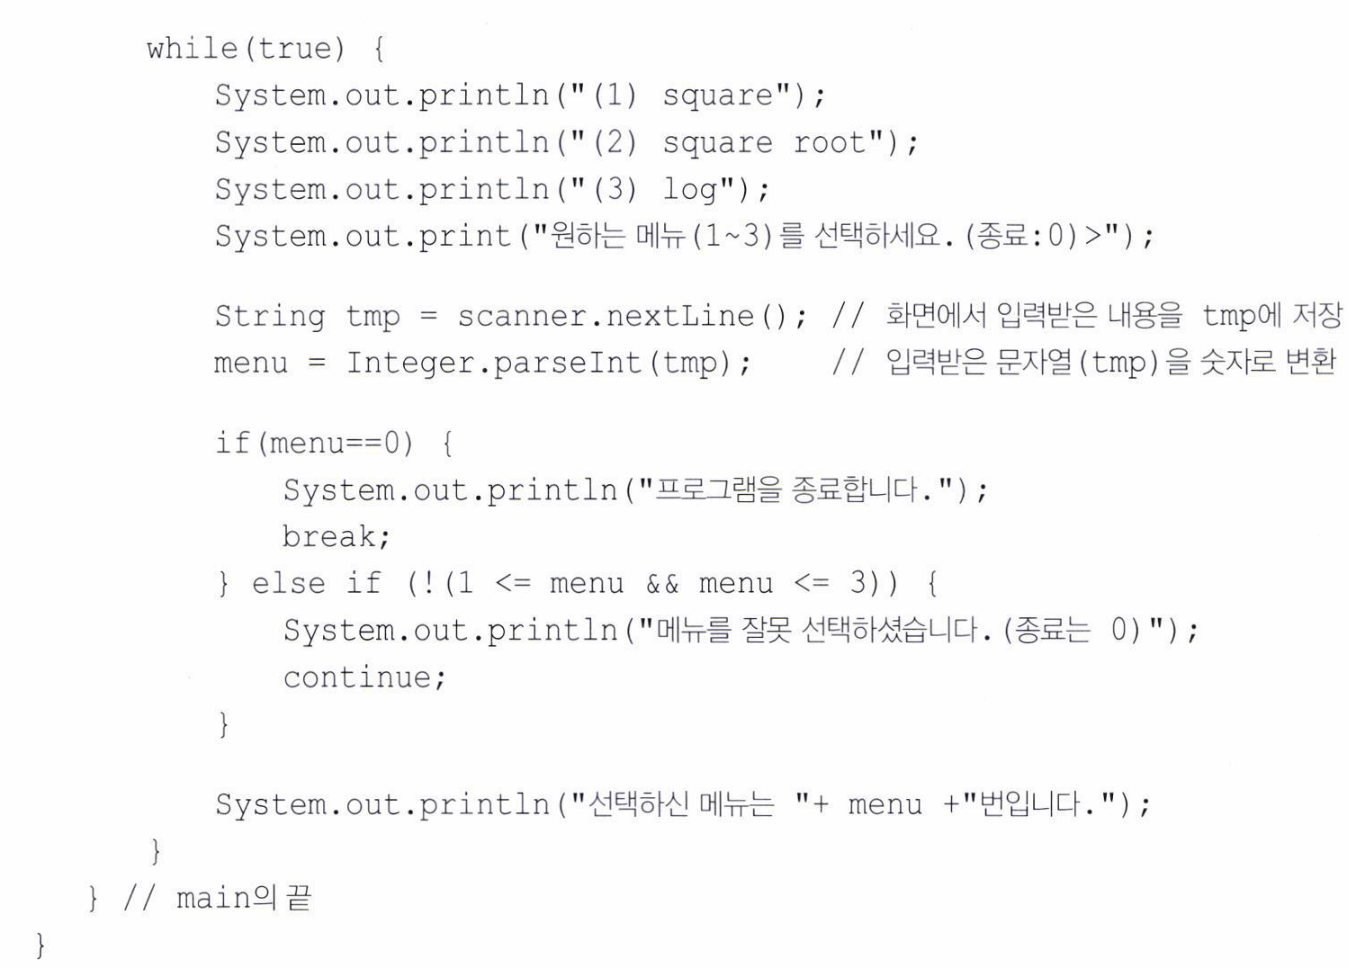 while(true) {
System.out.println("(1) square");
System.out.println("(2) square root");
System.out.println("(3) log");
System.out.print("원하는 메뉴(1~3)를 선택하세요.(종료:0)>");
String tmp = scanner.nextLine(); // 화면에서 입력받은 내용을 tmp에 저장
menu = Integer.parseInt(tmp); // 입력받은 문자열(tmp)을 숫자로 변환
if(menu==0) {
System.out.println("프로그램을 종료합니다.");
break;
} else if (!(1 <= menu && menu <= 3)) {
System.out.println("메뉴를 잘못 선택하셨습니다.(종료는 0)");
continue;
}
System.out.println("선택하신 메뉴는 "+ menu +"번입니다.");
}
} // main의 끝
}